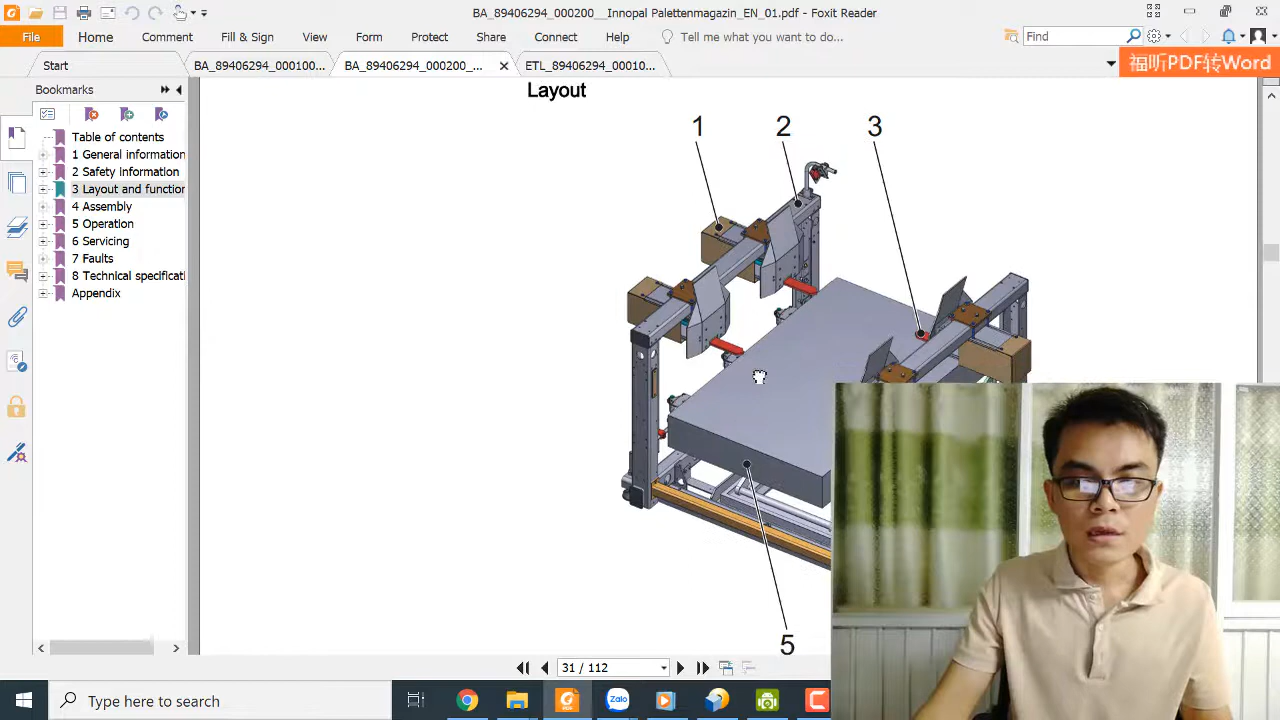 BA_89406294_000200__Innopal Palettenmagazin_EN_01.pdf - Foxit Reader
File Home Comment Fill & Sign View Form Protect Share Connect Help Tell me what you want to do... Find
Start BA_89406294_000100... BA_89406294_000200_... ETL_89406294_00010... 福昕PDF转Word
Bookmarks
Table of contents
1 General information
2 Safety information
3 Layout and function
4 Assembly
5 Operation
6 Servicing
7 Faults
8 Technical specificati
Appendix
Layout
1 2 3
5
31 / 112
Type here to search
Zalo